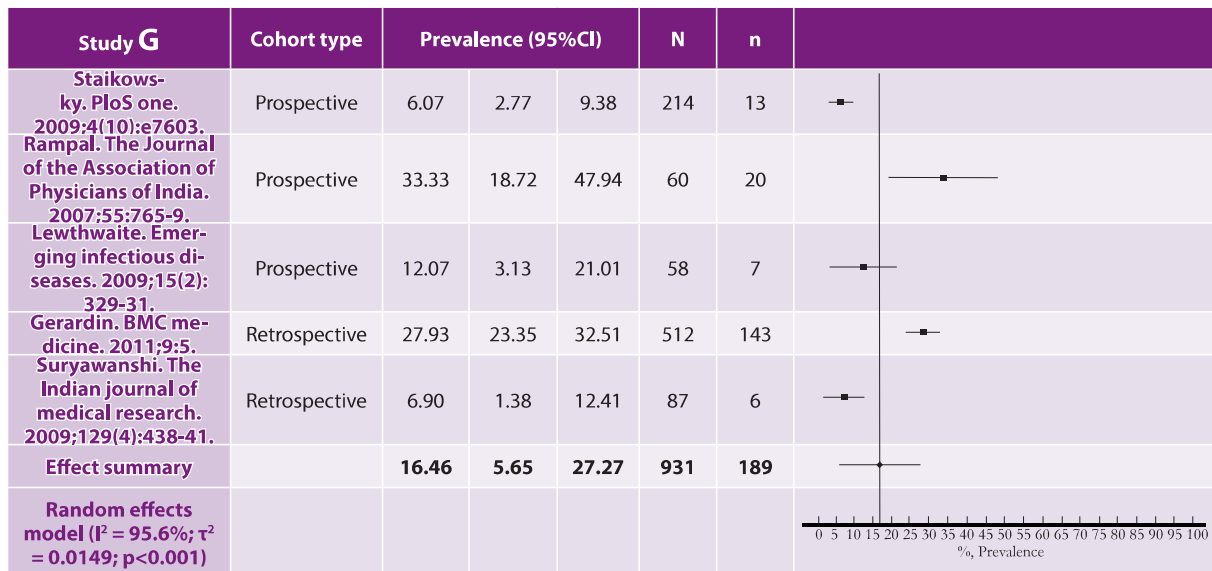 Study G Cohort type Prevalence (95%CI) N n
Staikows-
ky. PloS one.
2009;4(10):e7603.
Prospective 6.07 2.77 9.38 214 13
Rampal. The Journal
of the Association of
Physicians of India.
2007;55:765-9.
Prospective 33.33 18.72 47.94 60 20
Lewthwaite. Emer-
ging infectious di-
seases. 2009;15(2):
329-31.
Prospective 12.07 3.13 21.01 58 7
Gerardin. BMC me-
dicine. 2011;9:5.
Retrospective 27.93 23.35 32.51 512 143
Suryawanshi. The
Indian journal of
medical research.
2009;129(4):438-41.
Retrospective 6.90 1.38 12.41 87 6
Effect summary 16.46 5.65 27.27 931 189
Random effects
model (I² = 95.6%; τ²
= 0.0149; p<0.001)
0 5 10 15 20 25 30 35 40 45 50 55 60 65 70 75 80 85 90 95 100
%, Prevalence